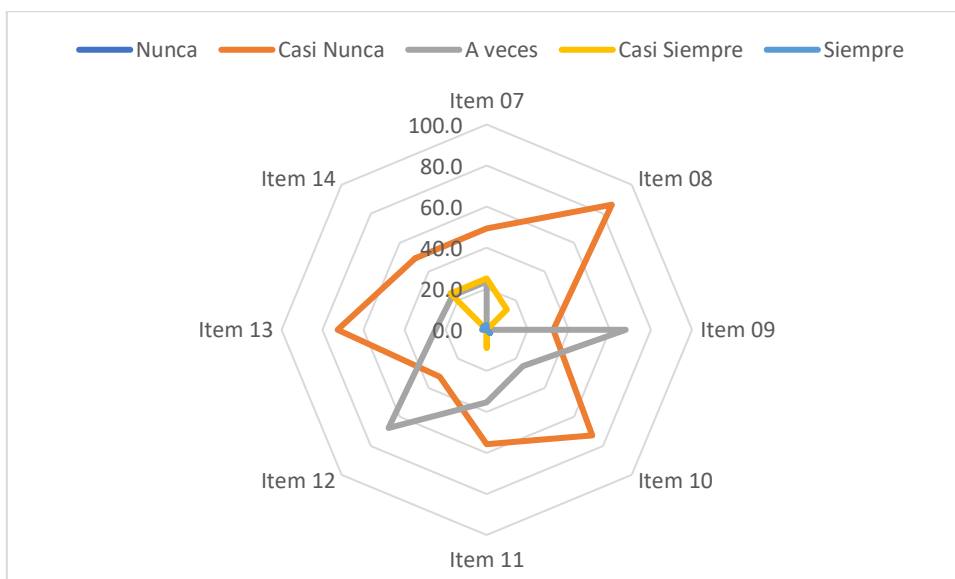 Nunca Casi Nunca A veces Casi Siempre Siempre
Item 07
100.0
80.0
Item 14 Item 08
60.0
40.0
20.0
Item 13 0.0 Item 09
Item 12 Item 10
Item 11